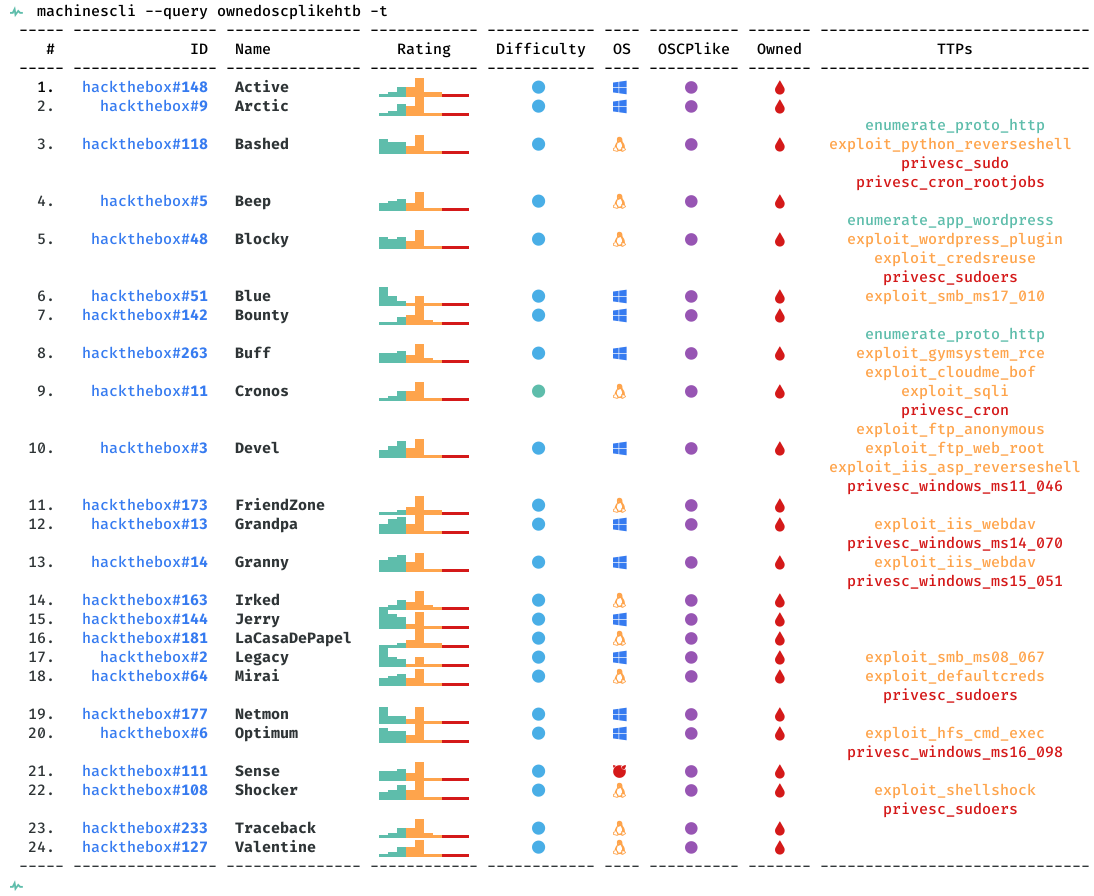 machinescli --query ownedoscplikehtb -t
----- --------------- --------------- ------------ ------------ ---- ---------- ------- ------------------------------
# ID Name Rating Difficulty OS OSCPlike Owned TTPs
----- --------------- --------------- ------------ ------------ ---- ---------- ------- ------------------------------
1. hackthebox#148 Active
2. hackthebox#9 Arctic
enumerate_proto_http
3. hackthebox#118 Bashed exploit_python_reverseshell
privesc_sudo
privesc_cron_rootjobs
4. hackthebox#5 Beep
enumerate_app_wordpress
5. hackthebox#48 Blocky exploit_wordpress_plugin
exploit_credsreuse
privesc_sudoers
6. hackthebox#51 Blue exploit_smb_ms17_010
7. hackthebox#142 Bounty
enumerate_proto_http
8. hackthebox#263 Buff exploit_gymsystem_rce
exploit_cloudme_bof
9. hackthebox#11 Cronos exploit_sqli
privesc_cron
exploit_ftp_anonymous
10. hackthebox#3 Devel exploit_ftp_web_root
exploit_iis_asp_reverseshell
privesc_windows_ms11_046
11. hackthebox#173 FriendZone
12. hackthebox#13 Grandpa exploit_iis_webdav
privesc_windows_ms14_070
13. hackthebox#14 Granny exploit_iis_webdav
privesc_windows_ms15_051
14. hackthebox#163 Irked
15. hackthebox#144 Jerry
16. hackthebox#181 LaCasaDePapel
17. hackthebox#2 Legacy exploit_smb_ms08_067
18. hackthebox#64 Mirai exploit_defaultcreds
privesc_sudoers
19. hackthebox#177 Netmon
20. hackthebox#6 Optimum exploit_hfs_cmd_exec
privesc_windows_ms16_098
21. hackthebox#111 Sense
22. hackthebox#108 Shocker exploit_shellshock
privesc_sudoers
23. hackthebox#233 Traceback
24. hackthebox#127 Valentine
----- --------------- --------------- ------------ ------------ ---- ---------- ------- ------------------------------